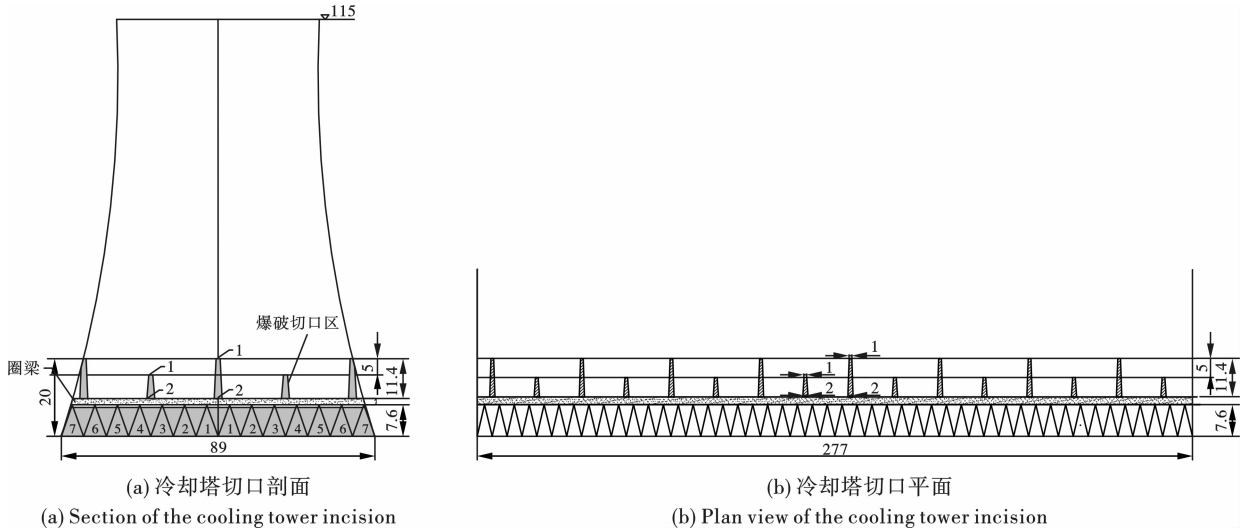 115
爆破切口区
圈梁
1
1
2
2
5
11.4
20
7.6
7 6 5 4 3 2 1 1 2 3 4 5 6 7
89
(a) 冷却塔切口剖面
(a) Section of the cooling tower incision
1
1
2
2
5
11.4
7.6
277
(b) 冷却塔切口平面
(b) Plan view of the cooling tower incision